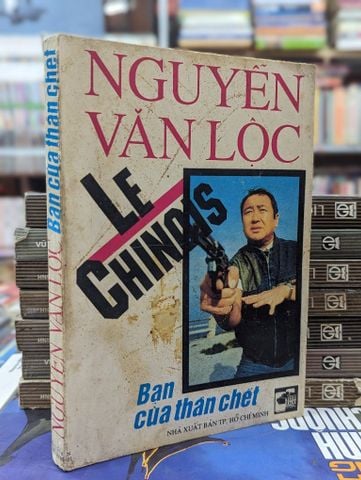 NGUYỄN
VĂN LỘC
LE
CHINOIS
Bạn
của thần chết
NHÀ XUẤT BẢN TP. HỒ CHÍ MINH
NGUYỄN VĂN LỘC Bạn của thần chết